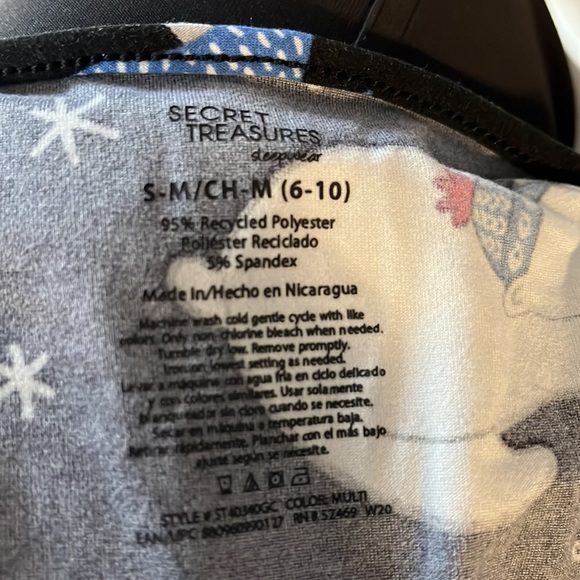 SECRET
TREASURES
sleepwear
S-M/CH-M (6-10)
95% Recycled Polyester
Poliéster Reciclado
5% Spandex
Made in/Hecho en Nicaragua
Machine wash cold gentle cycle with like
colors. Only non-chlorine bleach when needed.
Tumble dry low. Remove promptly.
Iron on lowest setting as needed.
Lavar a máquina con agua fría en ciclo delicado
y con colores similares. Usar solamente
blanqueador sin cloro cuando se necesite.
Secar en máquina a temperatura baja.
Retirar rápidamente. Planchar con el más bajo
ajuste según se necesite.
STYLE # ST40340GC COLOR: MULTI
EAN/UPC RN # 52469 W20